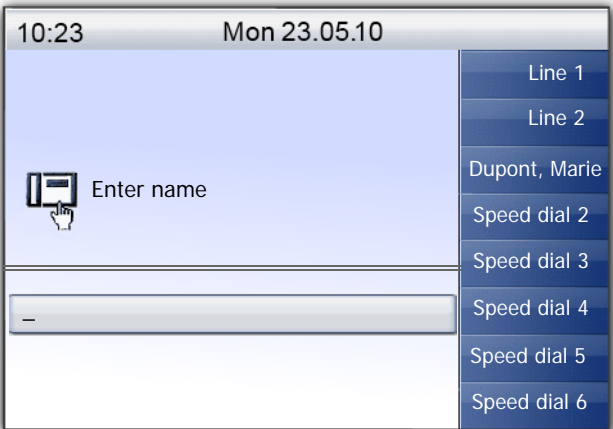 10:23 Mon 23.05.10
Enter name
_
Line 1
Line 2
Dupont, Marie
Speed dial 2
Speed dial 3
Speed dial 4
Speed dial 5
Speed dial 6